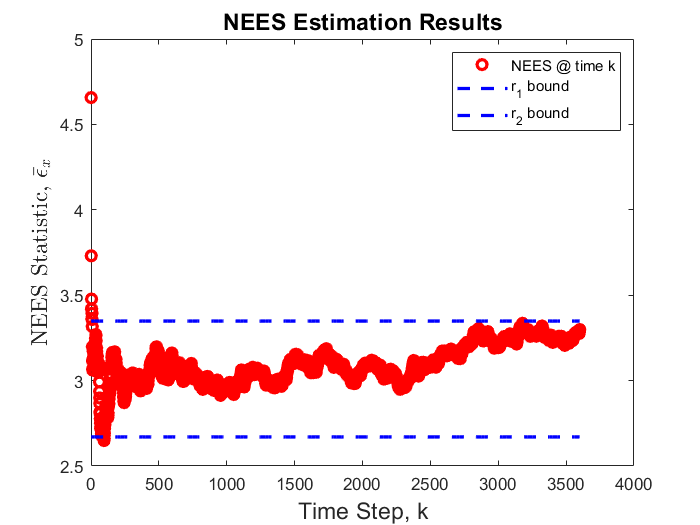 NEES Estimation Results
5
4.5
4
3.5
3
2.5
NEES Statistic, ε̄ₓ
NEES @ time k
r₁ bound
r₂ bound
0 500 1000 1500 2000 2500 3000 3500 4000
Time Step, k